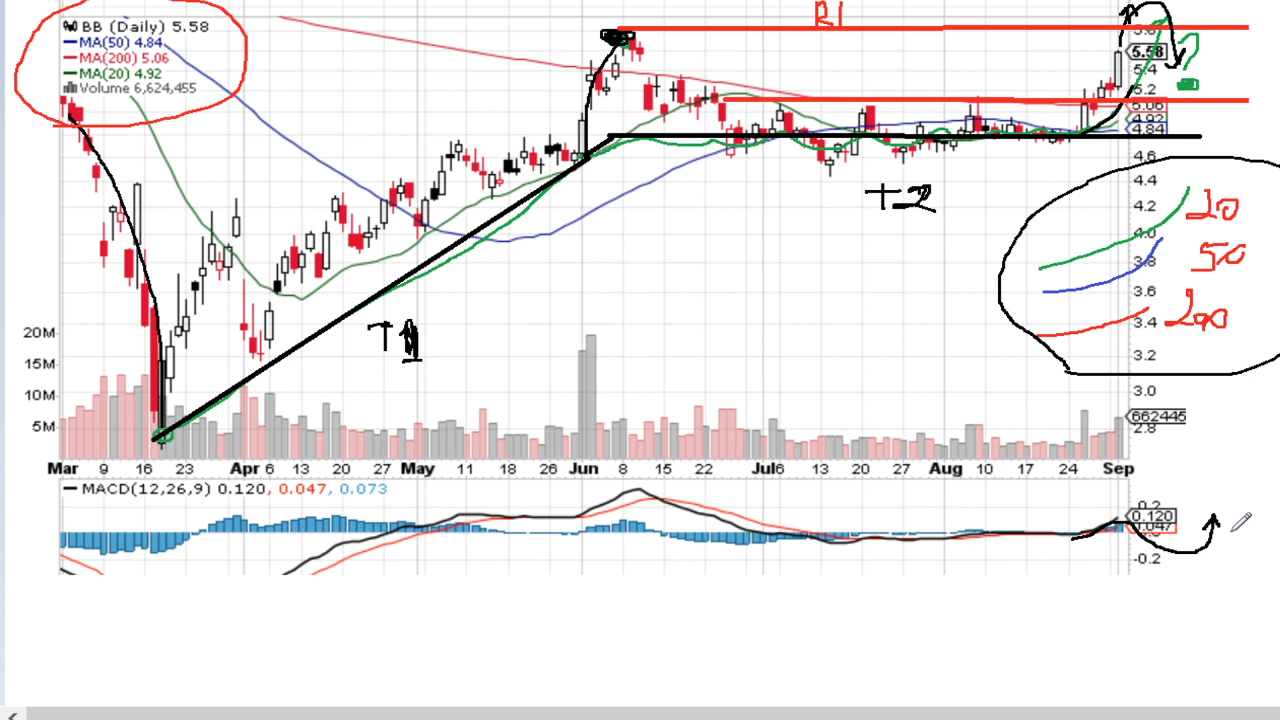 R1
BB (Daily) 5.58
MA(50) 4.84
MA(200) 5.06
MA(20) 4.92
Volume 6,624,455
5.8
5.58
5.4
5.2
5.06
4.92
4.84
4.6
4.4
4.2
4.0
3.8
3.6
3.4
3.2
3.0
2.8
?
T2
20
50
200
T1
20M
15M
10M
5M
662445
Mar 9 16 23 Apr 6 13 20 27 May 11 18 26 Jun 8 15 22 Jul 6 13 20 27 Aug 10 17 24 Sep
MACD(12,26,9) 0.120, 0.047, 0.073
0.2
0.120
0.047
-0.2